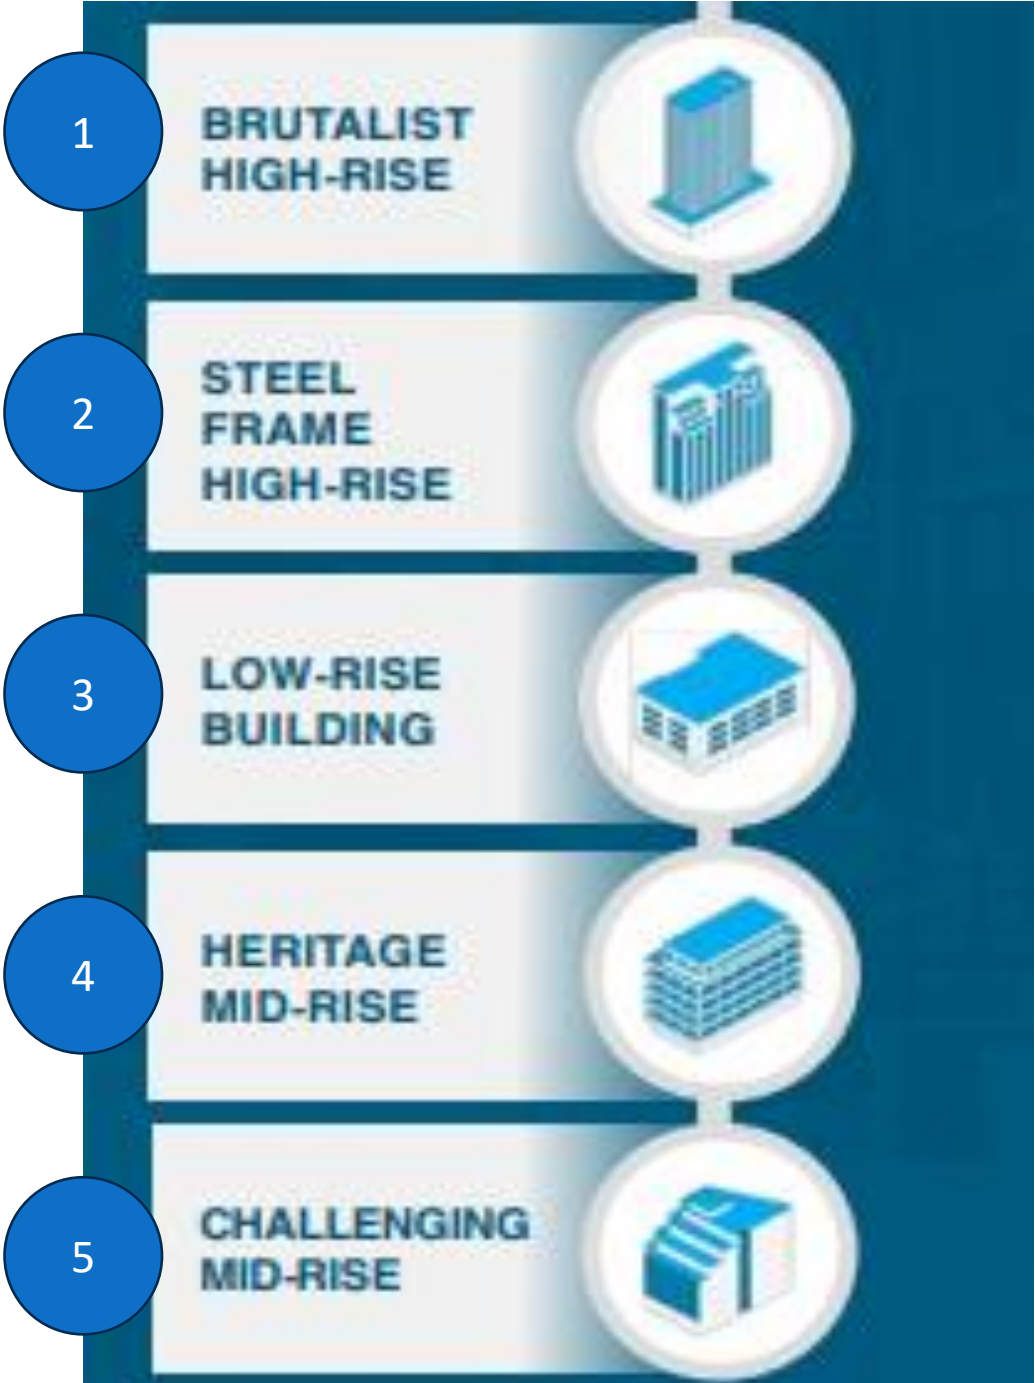 1
BRUTALIST
HIGH-RISE
2
STEEL
FRAME
HIGH-RISE
3
LOW-RISE
BUILDING
4
HERITAGE
MID-RISE
5
CHALLENGING
MID-RISE